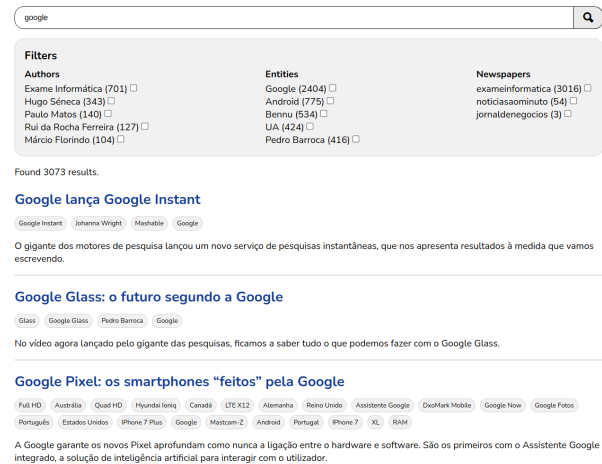 google
Filters
Authors
Exame Informática (701)
Hugo Séneca (343)
Paulo Matos (140)
Rui da Rocha Ferreira (127)
Márcio Florindo (104)
Entities
Google (2404)
Android (775)
Bennu (534)
UA (424)
Pedro Barroca (416)
Newspapers
exameinformatica (3016)
noticiasaominuto (54)
jornaldenegocios (3)
Found 3073 results.
Google lança Google Instant
Google Instant Johanna Wright Mashable Google
O gigante dos motores de pesquisa lançou um novo serviço de pesquisas instantâneas, que nos apresenta resultados à medida que vamos
escrevendo.
Google Glass: o futuro segundo a Google
Glass Google Glass Pedro Barroca Google
No vídeo agora lançado pelo gigante das pesquisas, ficamos a saber tudo o que podemos fazer com o Google Glass.
Google Pixel: os smartphones “feitos” pela Google
Full HD Austrália Quad HD Hyundai Ioniq Canadá LTE X12 Alemanha Reino Unido Assistente Google DxoMark Mobile Google Now Google Fotos
Português Estados Unidos IPhone 7 Plus Google Mastcam-Z Android Portugal IPhone 7 XL RAM
A Google garante os novos Pixel aprofundam como nunca a ligação entre o hardware e software. São os primeiros com o Assistente Google
integrado, a solução de inteligência artificial para interagir com o utilizador.